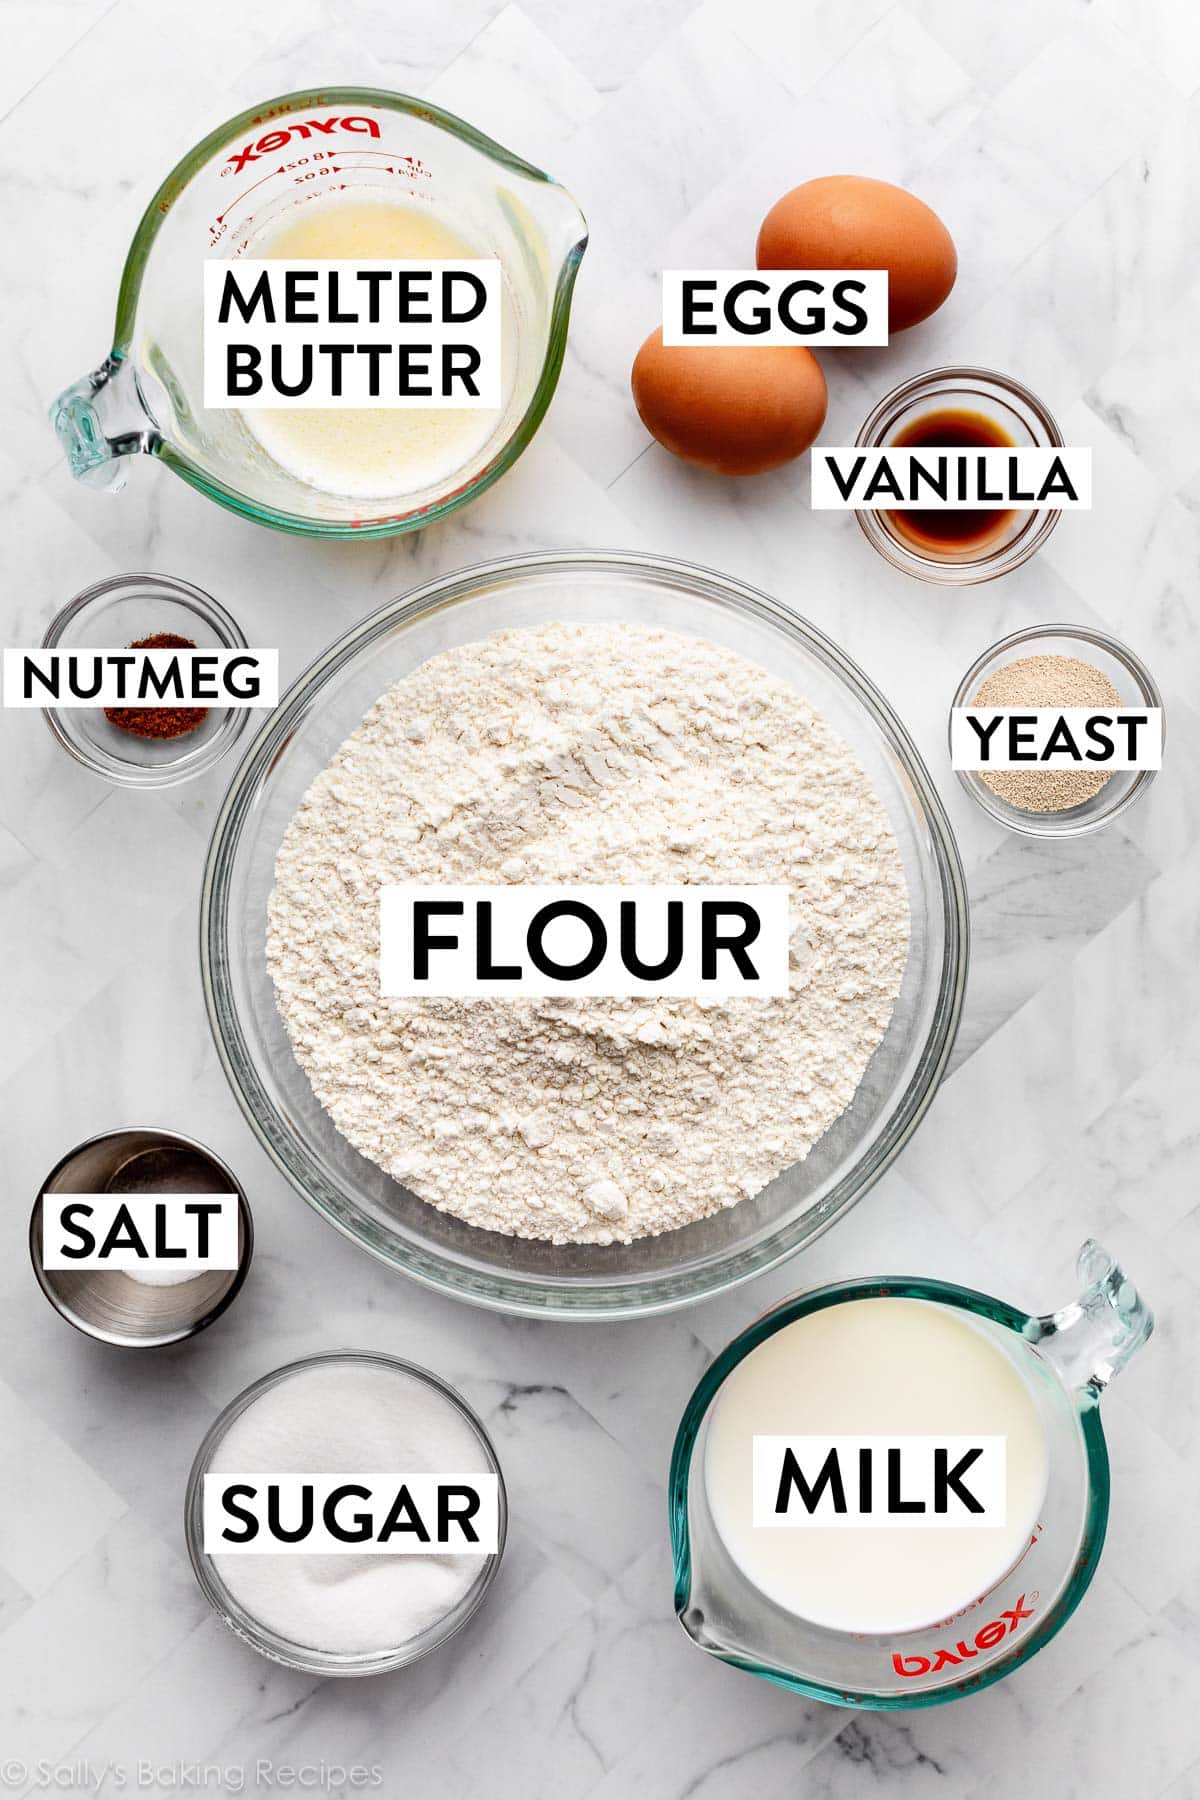 pyrex®
MELTED
BUTTER
EGGS
VANILLA
NUTMEG
YEAST
FLOUR
SALT
SUGAR
MILK
pyrex
© Sally's Baking Recipes